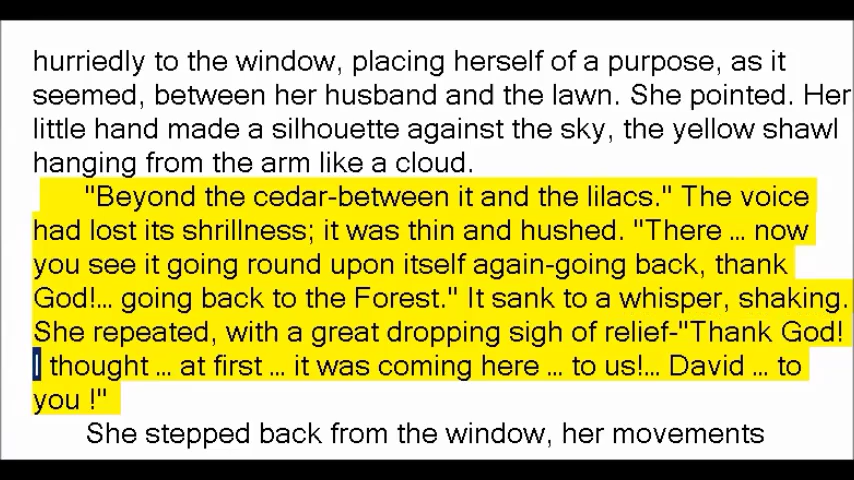 hurriedly to the window, placing herself of a purpose, as it
seemed, between her husband and the lawn. She pointed. Her
little hand made a silhouette against the sky, the yellow shawl
hanging from the arm like a cloud.
"Beyond the cedar-between it and the lilacs." The voice
had lost its shrillness; it was thin and hushed. "There ... now
you see it going round upon itself again-going back, thank
God!... going back to the Forest." It sank to a whisper, shaking.
She repeated, with a great dropping sigh of relief-"Thank God!
I thought ... at first ... it was coming here ... to us!... David ... to
you !"
She stepped back from the window, her movements